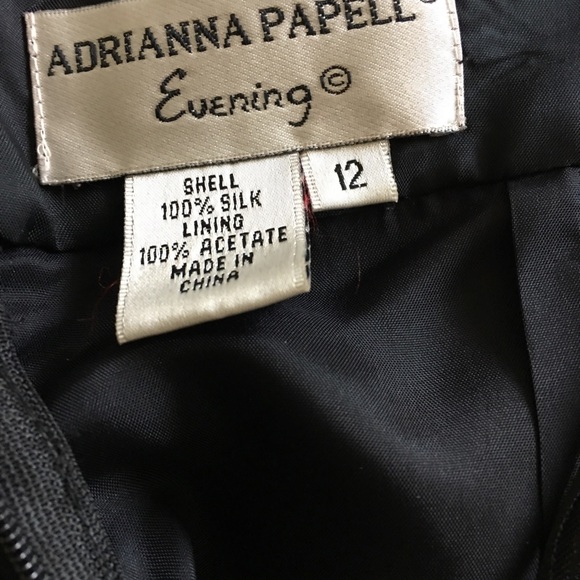 ADRIANNA PAPELL®
Evening ©
12
SHELL
100% SILK
LINING
100% ACETATE
MADE IN
CHINA